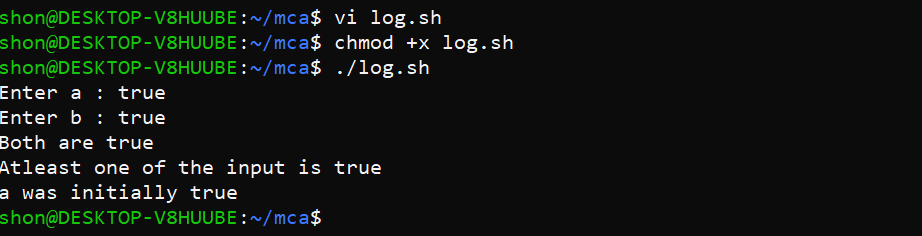 shon@DESKTOP-V8HUUBE:~/mca$ vi log.sh
shon@DESKTOP-V8HUUBE:~/mca$ chmod +x log.sh
shon@DESKTOP-V8HUUBE:~/mca$ ./log.sh
Enter a : true
Enter b : true
Both are true
Atleast one of the input is true
a was initially true
shon@DESKTOP-V8HUUBE:~/mca$